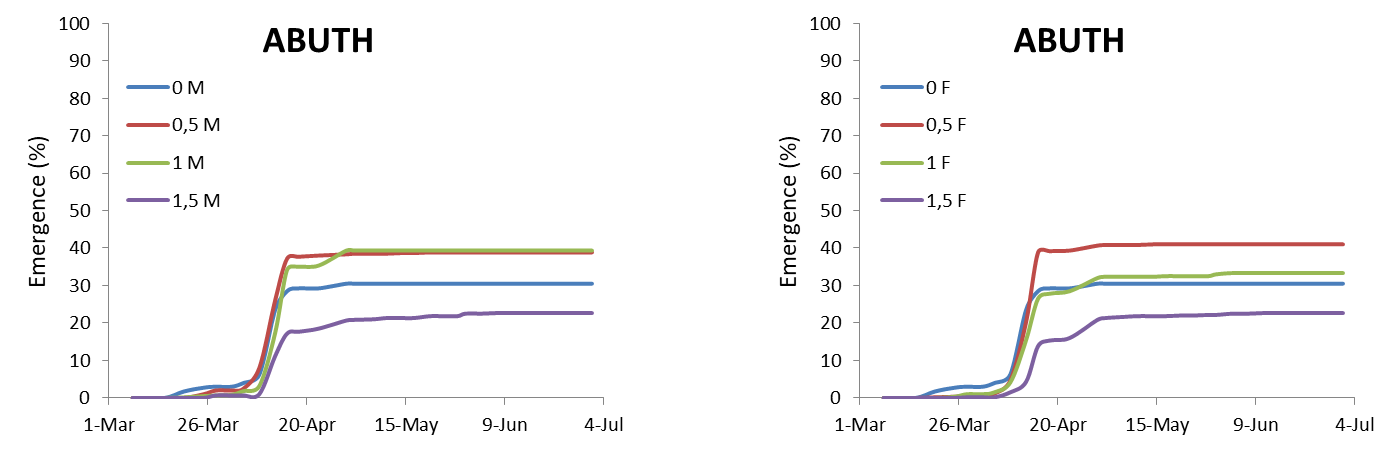 ABUTH
Emergence (%)
100
90
80
70
60
50
40
30
20
10
0
0 M
0,5 M
1 M
1,5 M
1-Mar 26-Mar 20-Apr 15-May 9-Jun 4-Jul
ABUTH
Emergence (%)
100
90
80
70
60
50
40
30
20
10
0
0 F
0,5 F
1 F
1,5 F
1-Mar 26-Mar 20-Apr 15-May 9-Jun 4-Jul